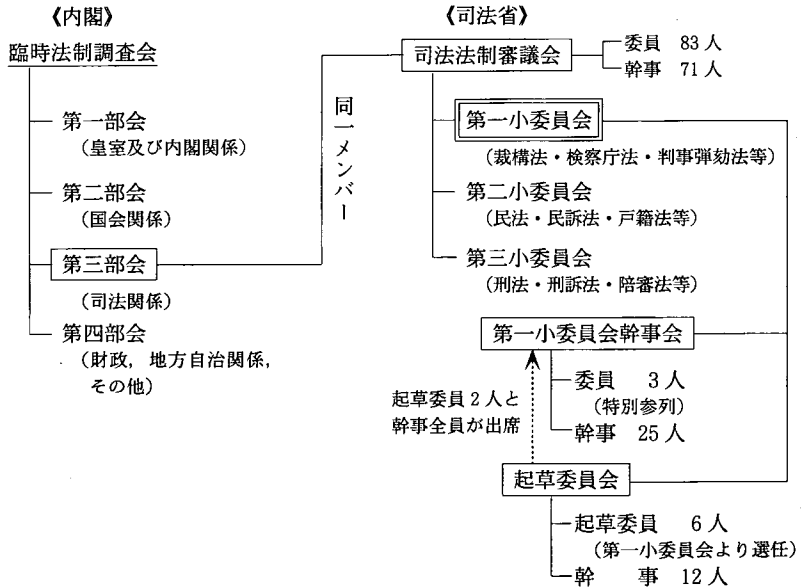 《内閣》
臨時法制調査会
第一部会
(皇室及び内閣関係)
第二部会
(国会関係)
第三部会
(司法関係)
第四部会
(財政,地方自治関係,
その他)
同一メンバー
《司法省》
司法法制審議会
委員 83人
幹事 71人
第一小委員会
(裁構法・検察庁法・判事弾劾法等)
第二小委員会
(民法・民訴法・戸籍法等)
第三小委員会
(刑法・刑訴法・陪審法等)
第一小委員会幹事会
委員 3人
(特別参列)
幹事 25人
起草委員2人と
幹事全員が出席
起草委員会
起草委員 6人
(第一小委員会より選任)
幹事 12人